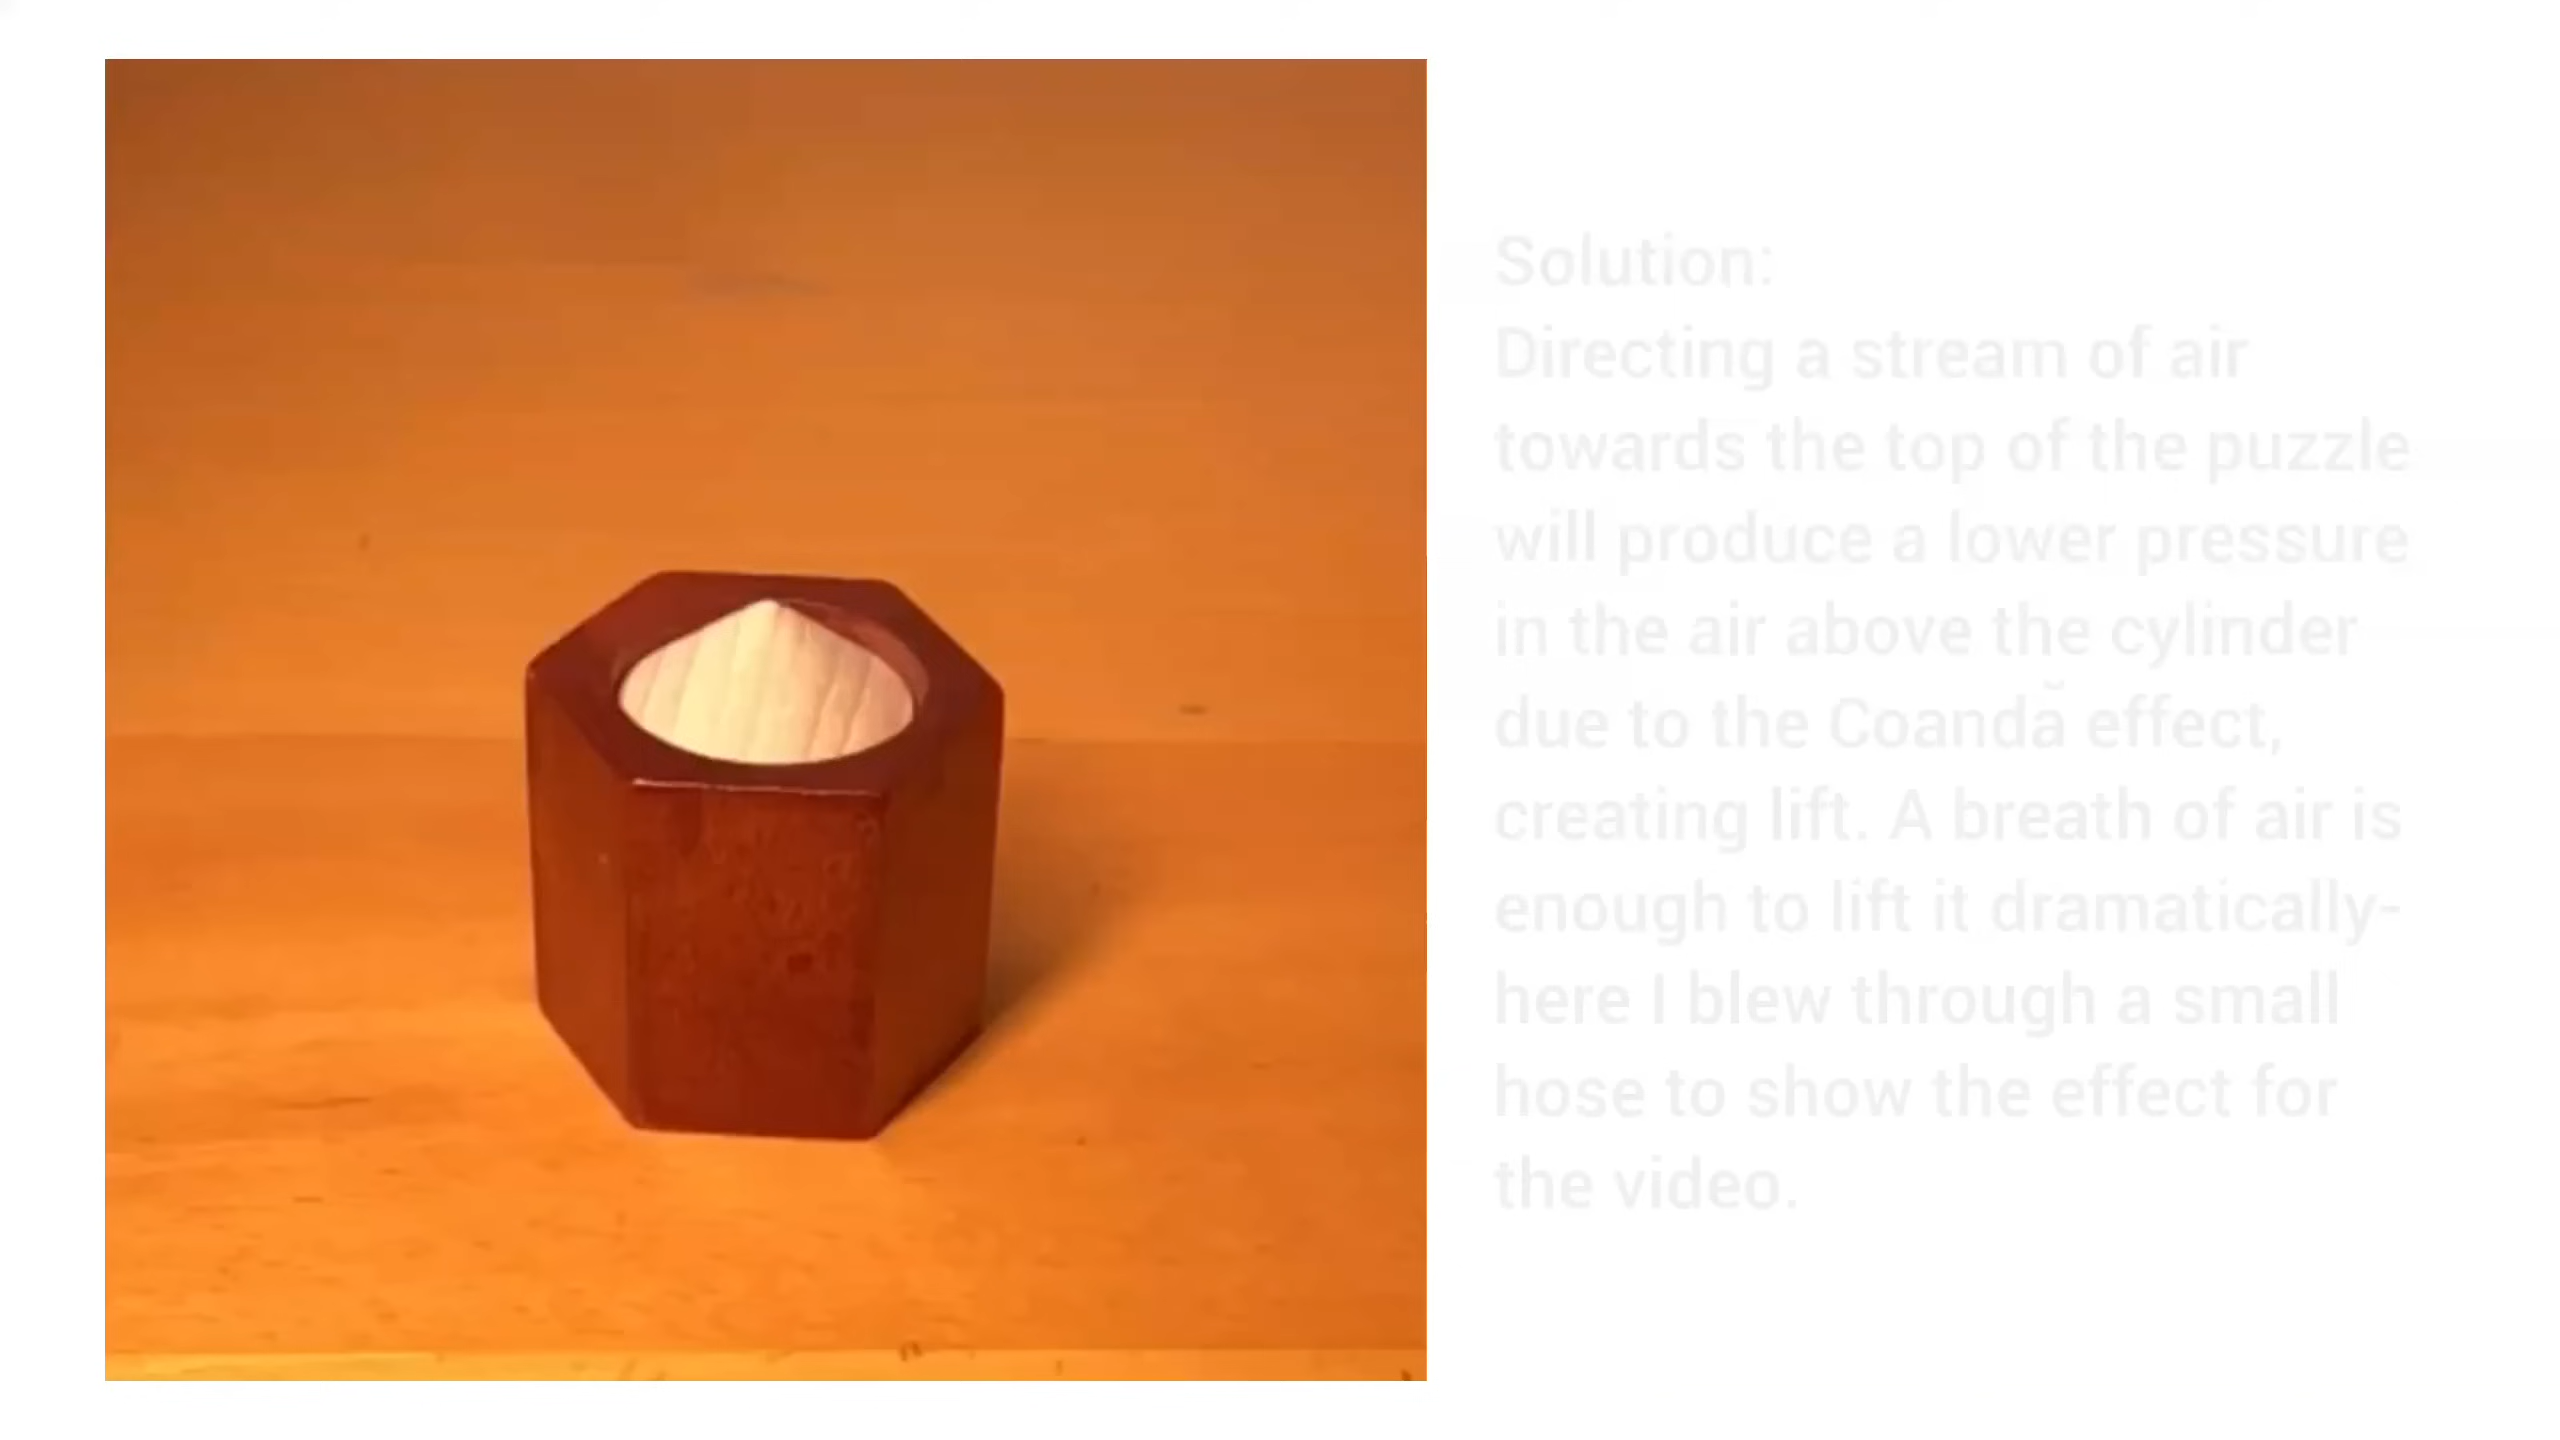 Solution:
Directing a stream of air
towards the top of the puzzle
will produce a lower pressure
in the air above the cylinder
due to the Coandă effect,
creating lift. A breath of air is
enough to lift it dramatically-
here I blew through a small
hose to show the effect for
the video.